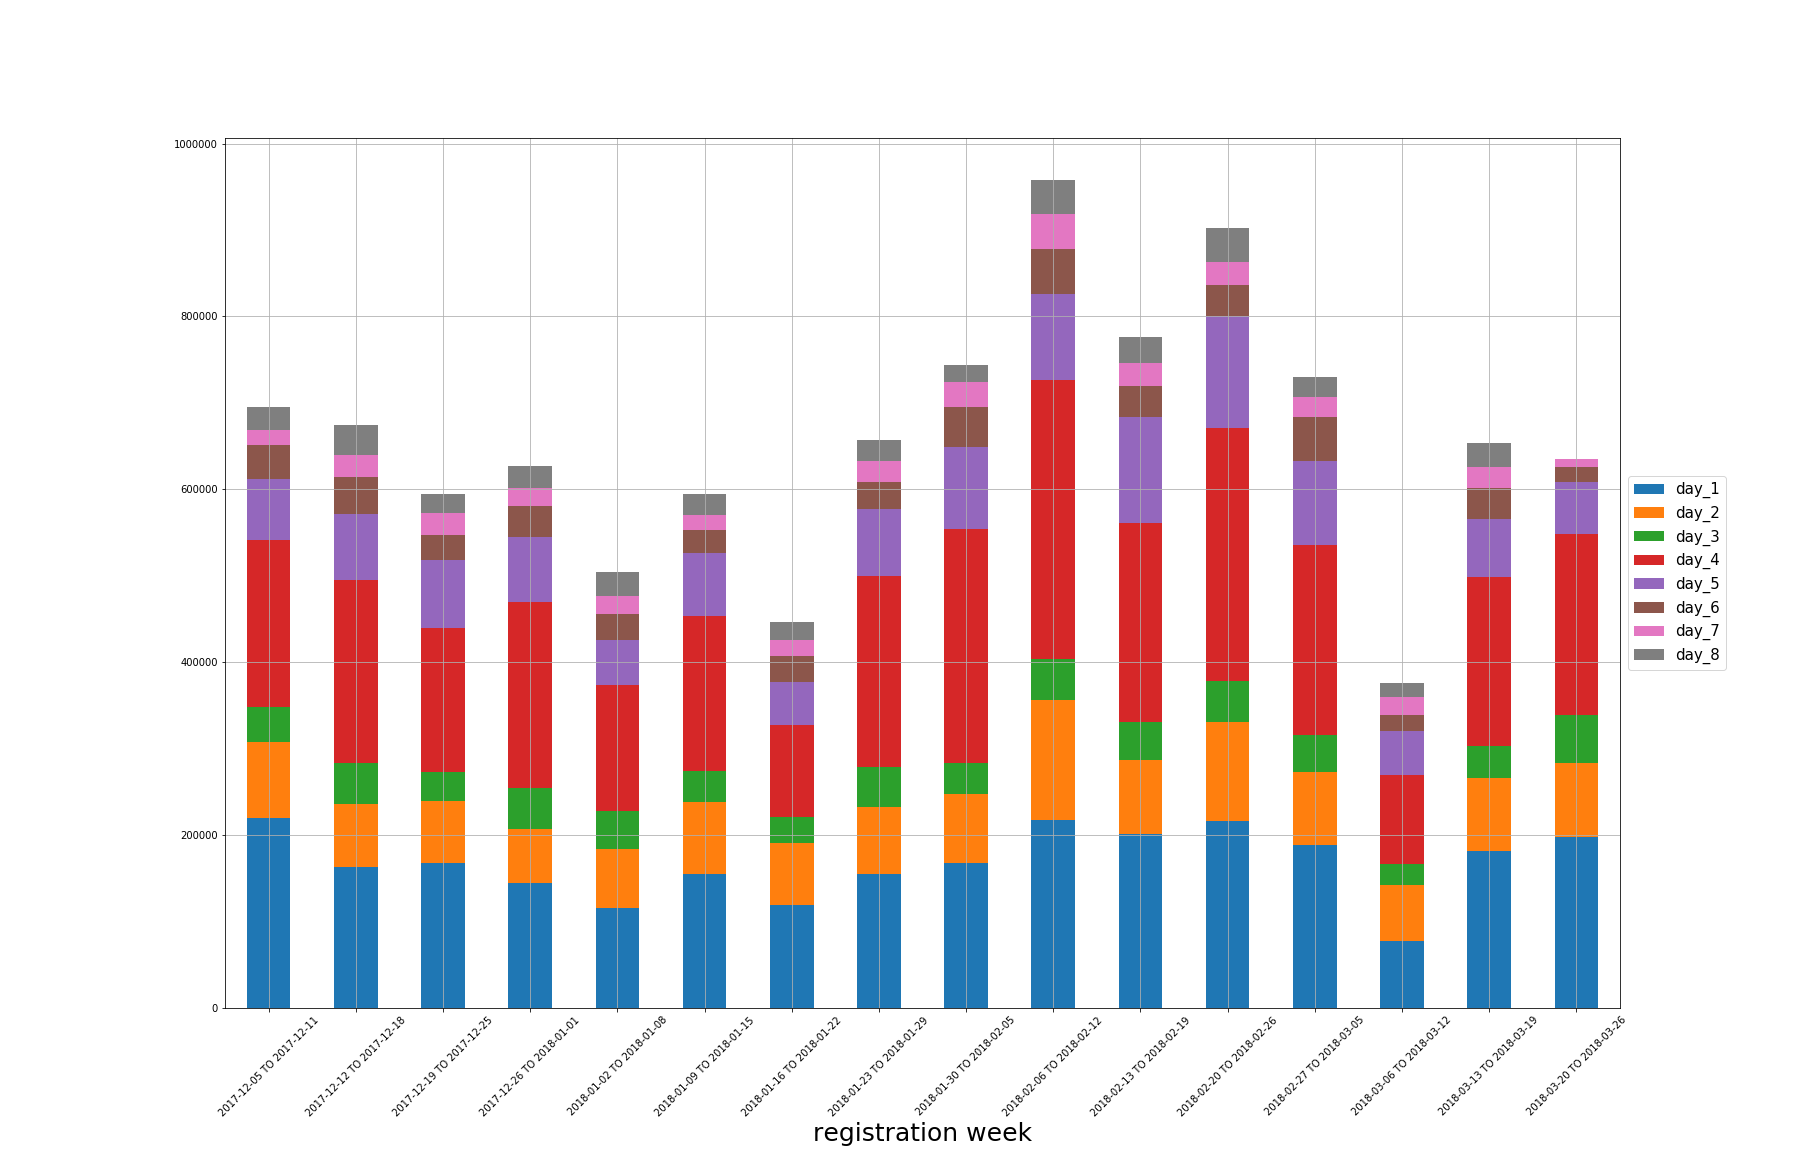 1000000
800000
600000
400000
200000
0
day_1
day_2
day_3
day_4
day_5
day_6
day_7
day_8
2017-12-05 TO 2017-12-11
2017-12-12 TO 2017-12-18
2017-12-19 TO 2017-12-25
2017-12-26 TO 2018-01-01
2018-01-02 TO 2018-01-08
2018-01-09 TO 2018-01-15
2018-01-16 TO 2018-01-22
2018-01-23 TO 2018-01-29
2018-01-30 TO 2018-02-05
2018-02-06 TO 2018-02-12
2018-02-13 TO 2018-02-19
2018-02-20 TO 2018-02-26
2018-02-27 TO 2018-03-05
2018-03-06 TO 2018-03-12
2018-03-13 TO 2018-03-19
2018-03-20 TO 2018-03-26
registration week